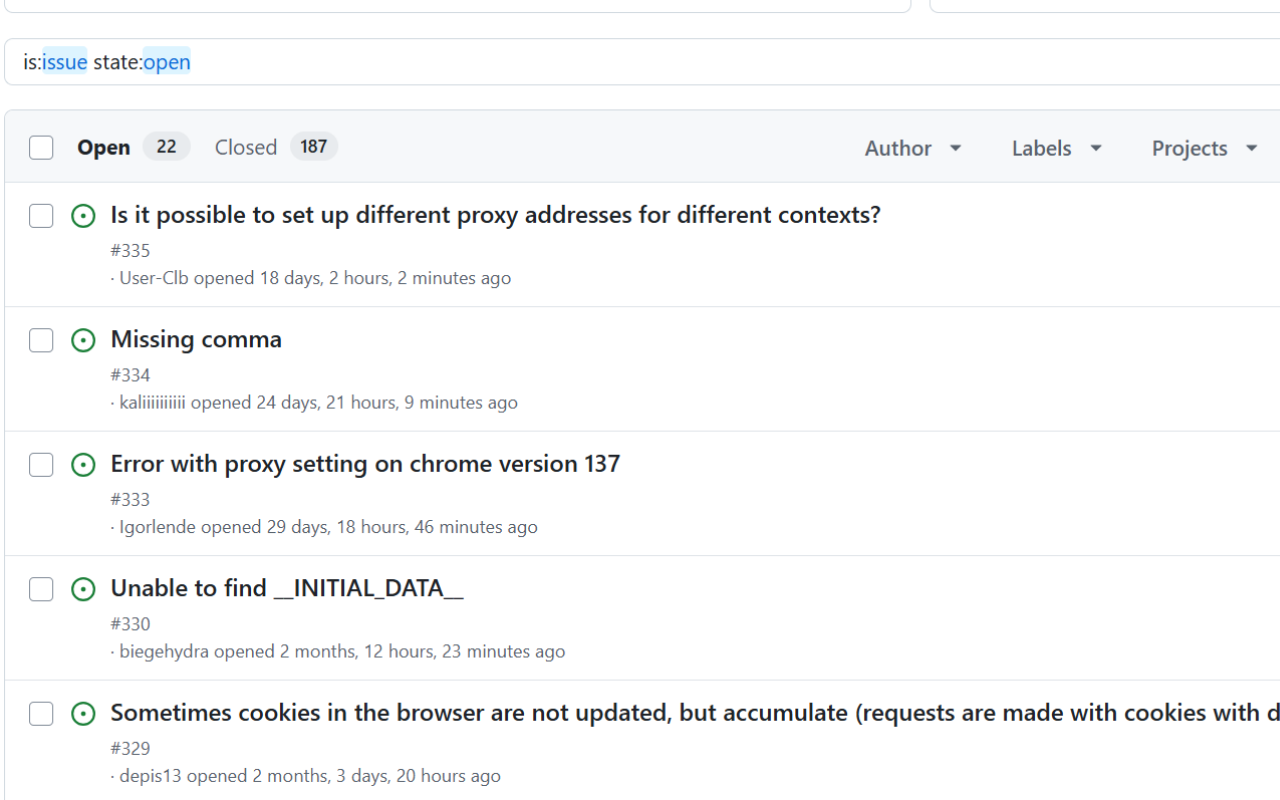 is:issue state:open
Open 22 Closed 187 Author Labels Projects
Is it possible to set up different proxy addresses for different contexts?
#335
· User-Clb opened 18 days, 2 hours, 2 minutes ago
Missing comma
#334
· kaliiiiiiiiii opened 24 days, 21 hours, 9 minutes ago
Error with proxy setting on chrome version 137
#333
· Igorlende opened 29 days, 18 hours, 46 minutes ago
Unable to find __INITIAL_DATA__
#330
· biegehydra opened 2 months, 12 hours, 23 minutes ago
Sometimes cookies in the browser are not updated, but accumulate (requests are made with cookies with d
#329
· depis13 opened 2 months, 3 days, 20 hours ago